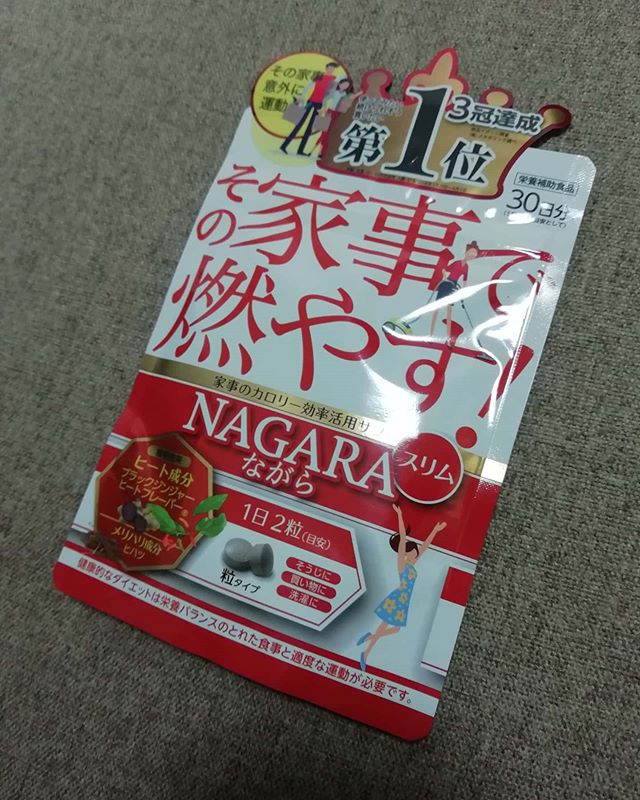 その家事
意外に
運動
3冠達成
第1位
栄養補助食品
30日分
その家事で
燃やす!
家事のカロリー効率活用サ
NAGARA
ながら
スリム
ヒート成分
ブラックジンジャー
ヒートフレーバー
メリハリ成分
ヒハツ
1日2粒(目安)
粒タイプ
そうじに
買い物に
洗濯に
健康的なダイエットは栄養バランスのとれた食事と適度な運動が必要です。